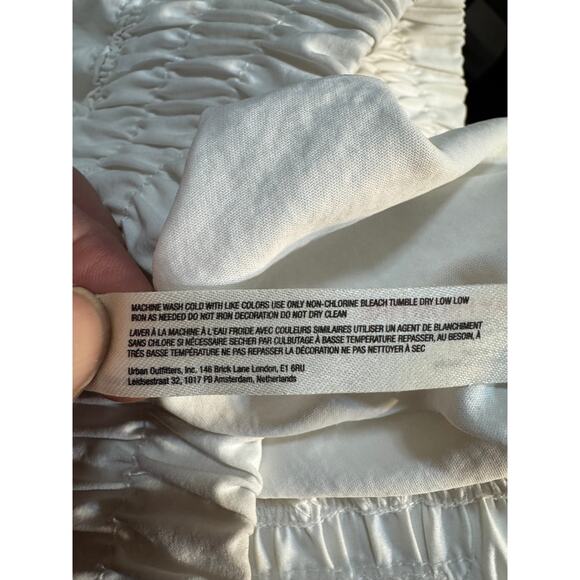 MACHINE WASH COLD WITH LIKE COLORS USE ONLY NON-CHLORINE BLEACH TUMBLE DRY LOW LOW
IRON AS NEEDED DO NOT IRON DECORATION DO NOT DRY CLEAN
LAVER À LA MACHINE À L'EAU FROIDE AVEC COULEURS SIMILAIRES UTILISER UN AGENT DE BLANCHIMENT
SANS CHLORE SI NÉCESSAIRE SECHER PAR CULBUTAGE À BASSE TEMPÉRATURE REPASSER, AU BESOIN, À
TRÉS BASSE TEMPÉRATURE NE PAS REPASSER LA DÉCORATION NE PAS NETTOYER À SEC
Urban Outfitters, Inc. 146 Brick Lane London, E1 6RU
Leidsestraat 32, 1017 PB Amsterdam, Netherlands